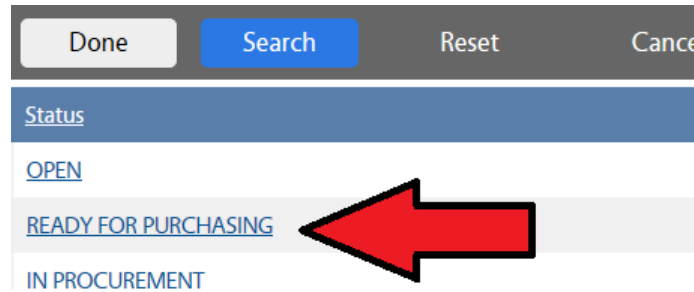 Done Search Reset
Status
OPEN
READY FOR PURCHASING
IN PROCUREMENT